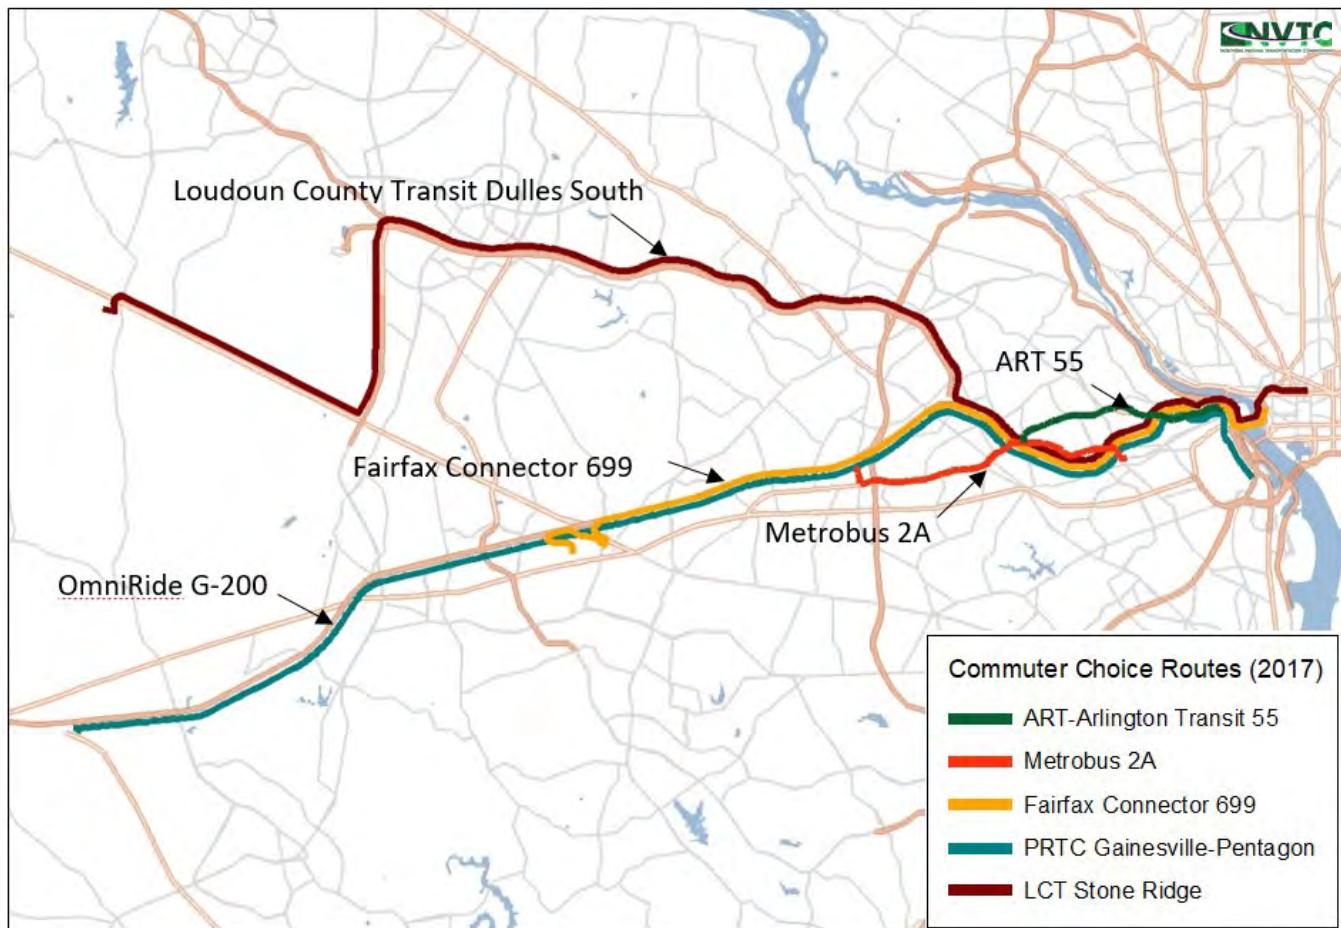 NVTC
Loudoun County Transit Dulles South
ART 55
Fairfax Connector 699
Metrobus 2A
OmniRide G-200
Commuter Choice Routes (2017)
ART-Arlington Transit 55
Metrobus 2A
Fairfax Connector 699
PRTC Gainesville-Pentagon
LCT Stone Ridge